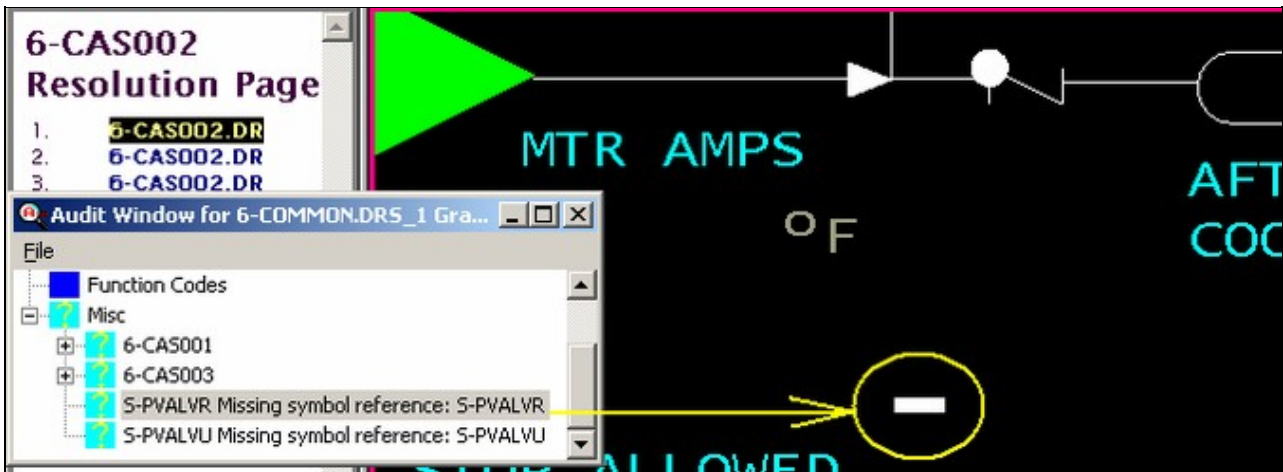 6-CAS002
Resolution Page
1. 6-CAS002.DR
2. 6-CAS002.DR
3. 6-CAS002.DR
Audit Window for 6-COMMON.DRS_1 Gra...
File
Function Codes
Misc
6-CAS001
6-CAS003
S-PVALVR Missing symbol reference: S-PVALVR
S-PVALVU Missing symbol reference: S-PVALVU
MTR AMPS
°F
AFT
COO
ALLOWED